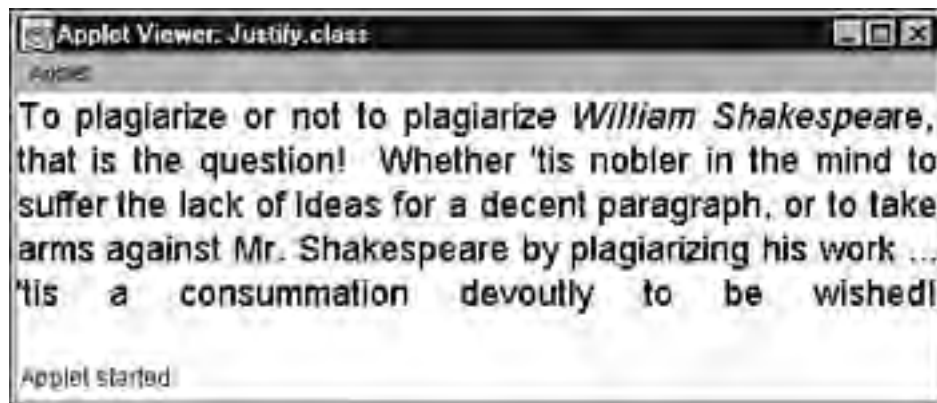 Applet Viewer: Justify.class
Applet
To plagiarize or not to plagiarize William Shakespeare,
that is the question!  Whether 'tis nobler in the mind to
suffer the lack of ideas for a decent paragraph, or to take
arms against Mr. Shakespeare by plagiarizing his work ...
'tis a consummation devoutly to be wished!
Applet started.